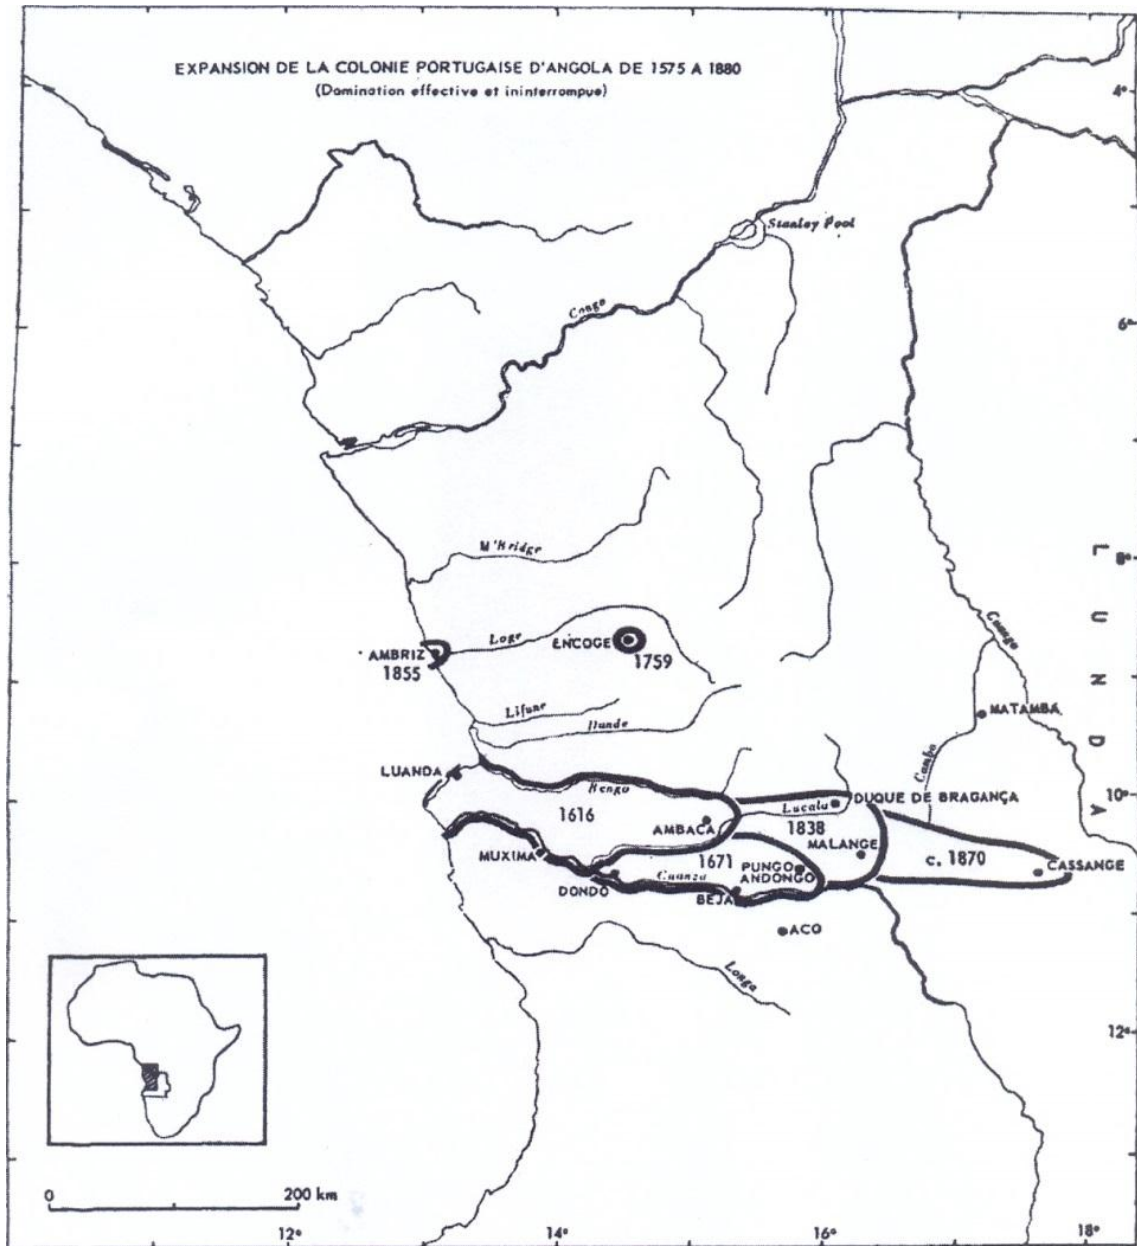 EXPANSION DE LA COLONIE PORTUGAISE D'ANGOLA DE 1575 A 1880
(Domination effective et ininterrompue)
4°
Stanley Pool
Congo
6°
M'Bridge
8°
LUNDA
Loge
ENCOGE
1759
AMBRIZ
1855
Cuango
MATAMBA
Lifune
Dande
Cambo
LUANDA
Bengo
10°
1616
Lucala
DUQUE DE BRAGANÇA
AMBACA
1838
MALANGE
MUXIMA
1671
c. 1870
CASSANGE
PUNGO
ANDONGO
DONDO
Cuanza
BEJA
ACO
Longa
12°
0
200 km
12°
14°
16°
18°